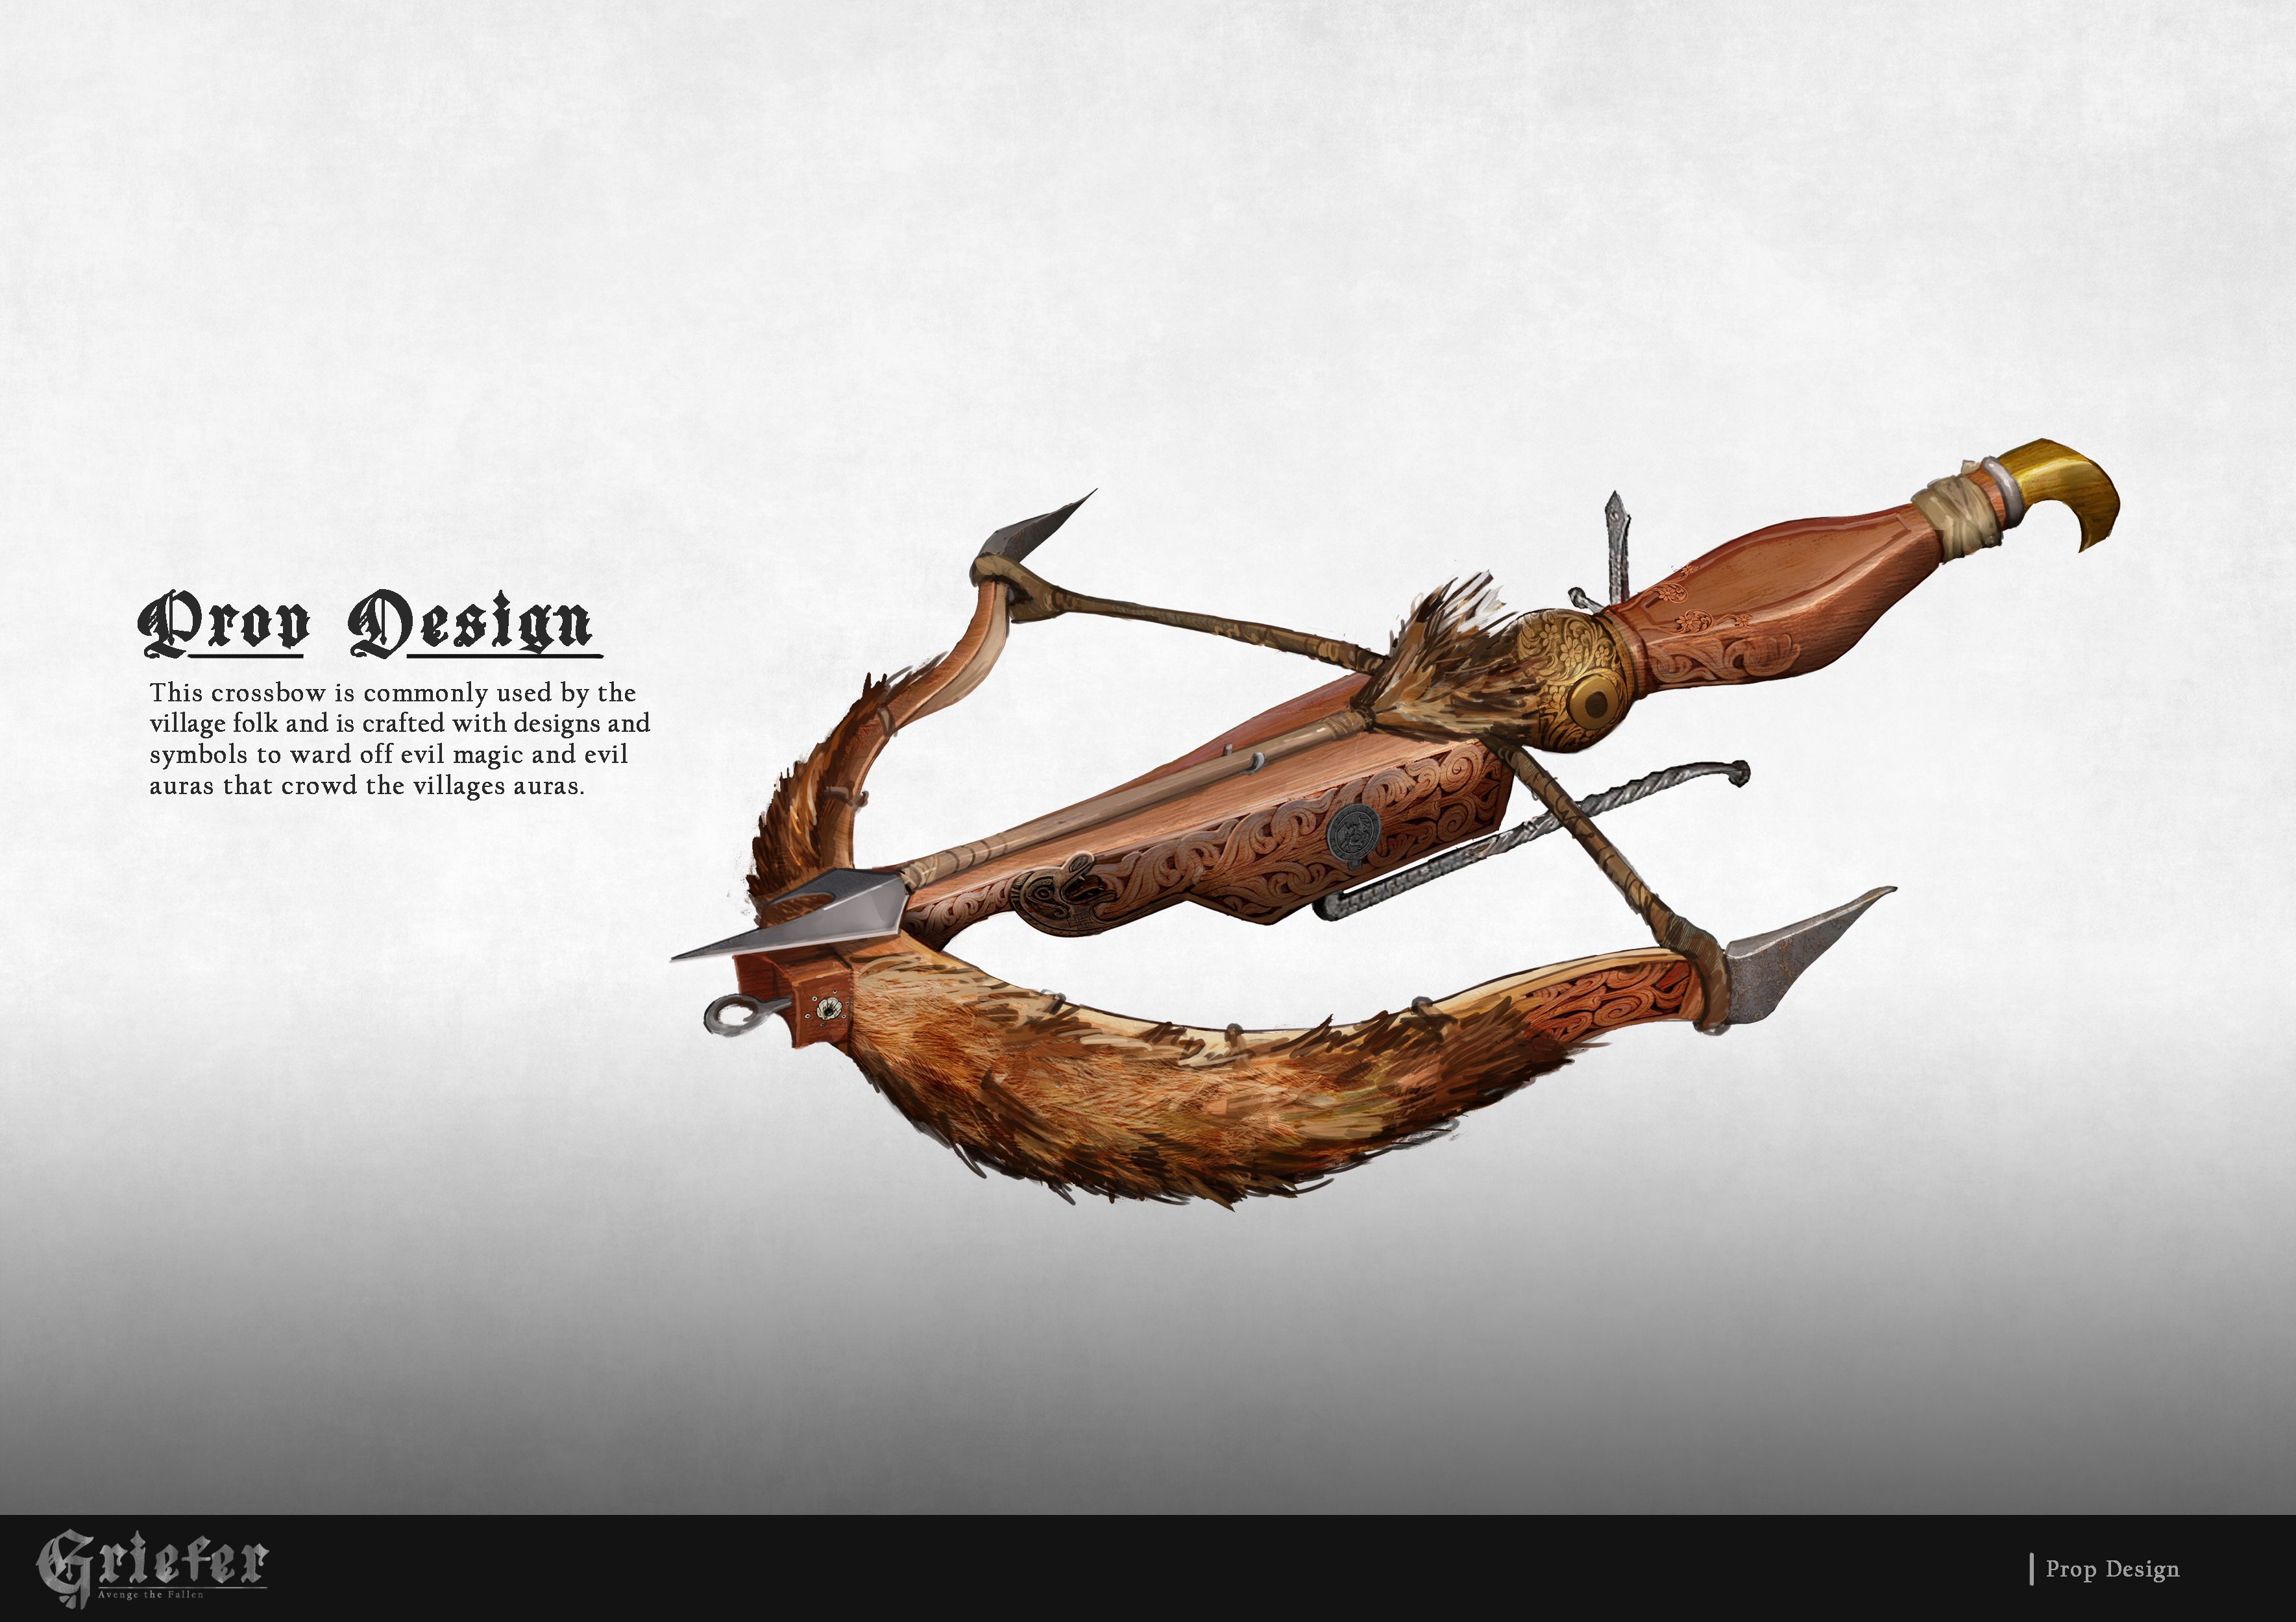 Prop Design
This crossbow is commonly used by the
village folk and is crafted with designs and
symbols to ward off evil magic and evil
auras that crowd the villages auras.
Griefer
Avenge the Fallen
Prop Design